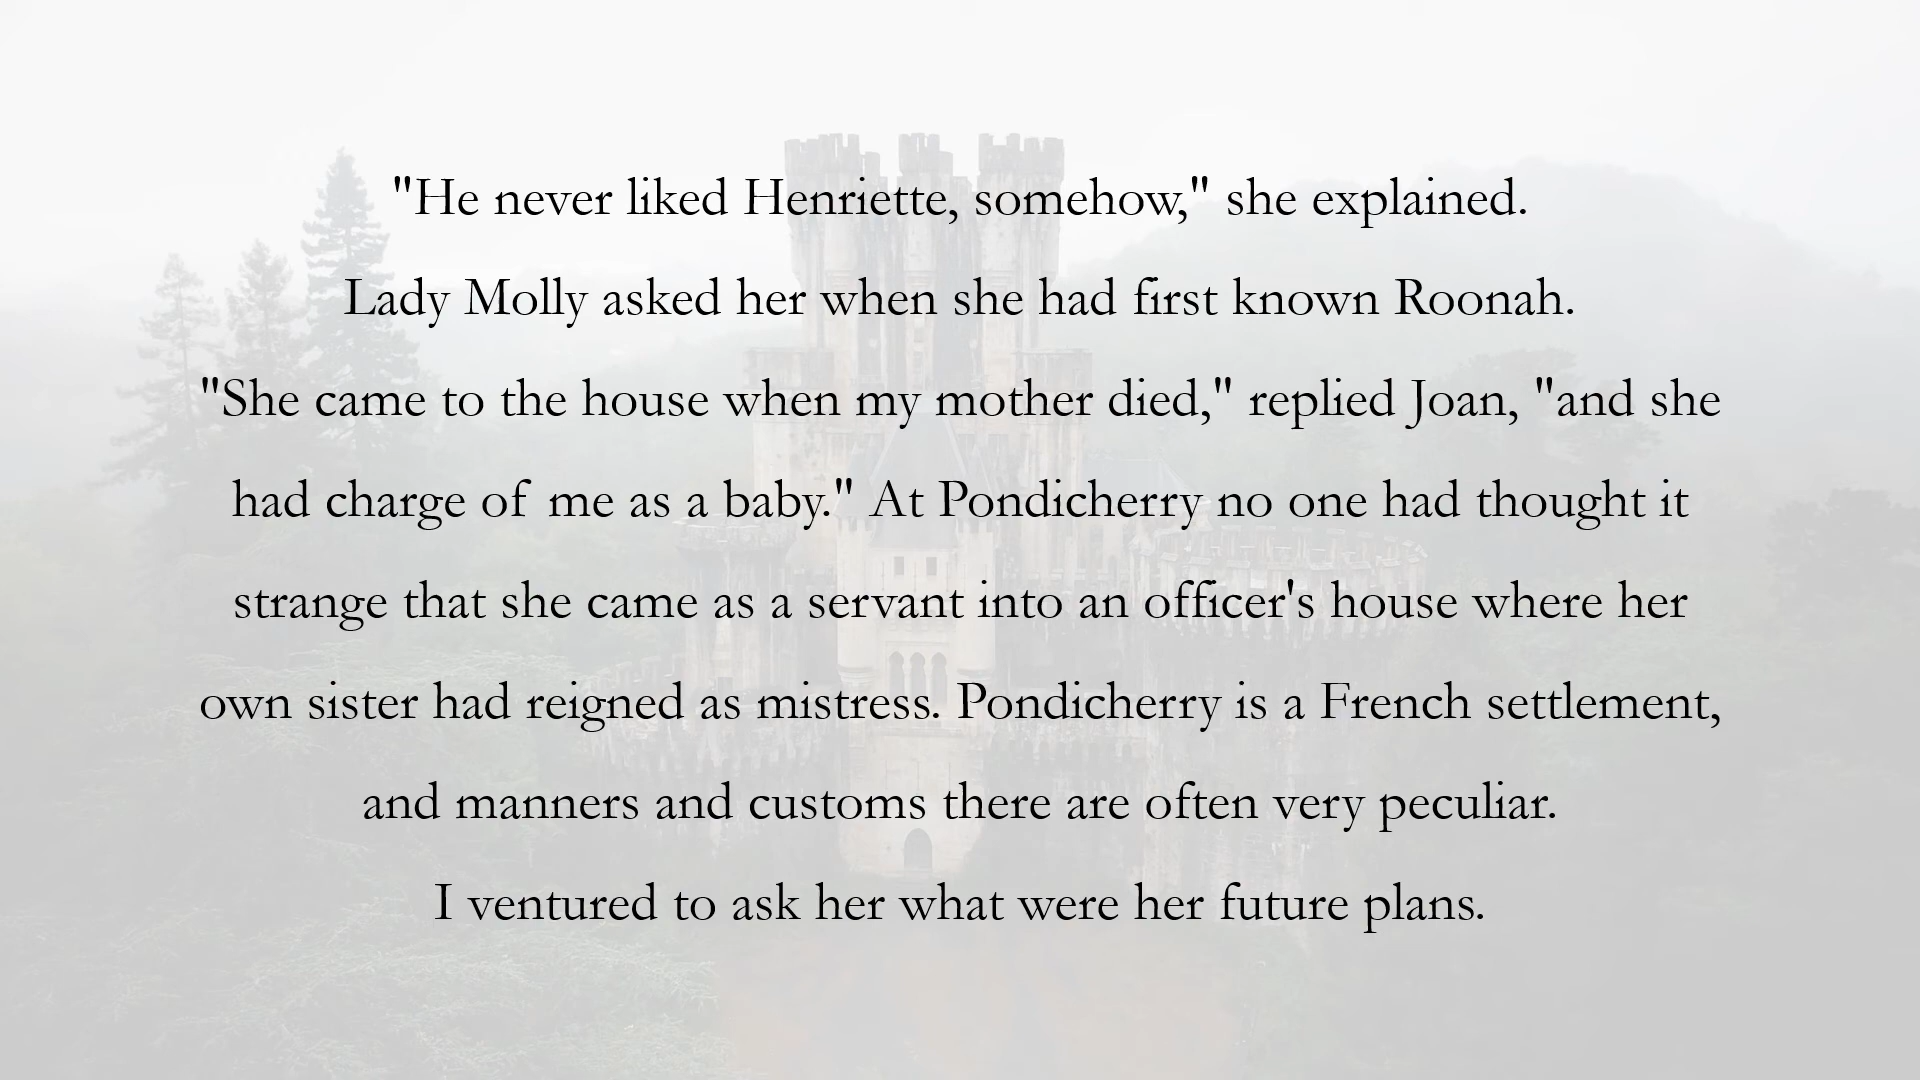 "He never liked Henriette, somehow," she explained.
Lady Molly asked her when she had first known Roonah.
"She came to the house when my mother died," replied Joan, "and she
had charge of me as a baby." At Pondicherry no one had thought it
strange that she came as a servant into an officer's house where her
own sister had reigned as mistress. Pondicherry is a French settlement,
and manners and customs there are often very peculiar.
I ventured to ask her what were her future plans.